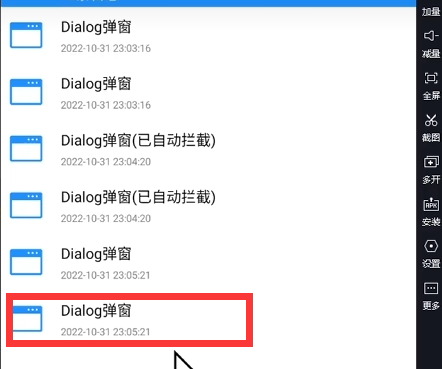 Dialog弹窗
2022-10-31 23:03:16
Dialog弹窗
2022-10-31 23:03:16
Dialog弹窗(已自动拦截)
2022-10-31 23:04:20
Dialog弹窗(已自动拦截)
2022-10-31 23:04:20
Dialog弹窗
2022-10-31 23:05:21
Dialog弹窗
2022-10-31 23:05:21
加量
减量
全屏
截图
多开
APK
安装
设置
更多